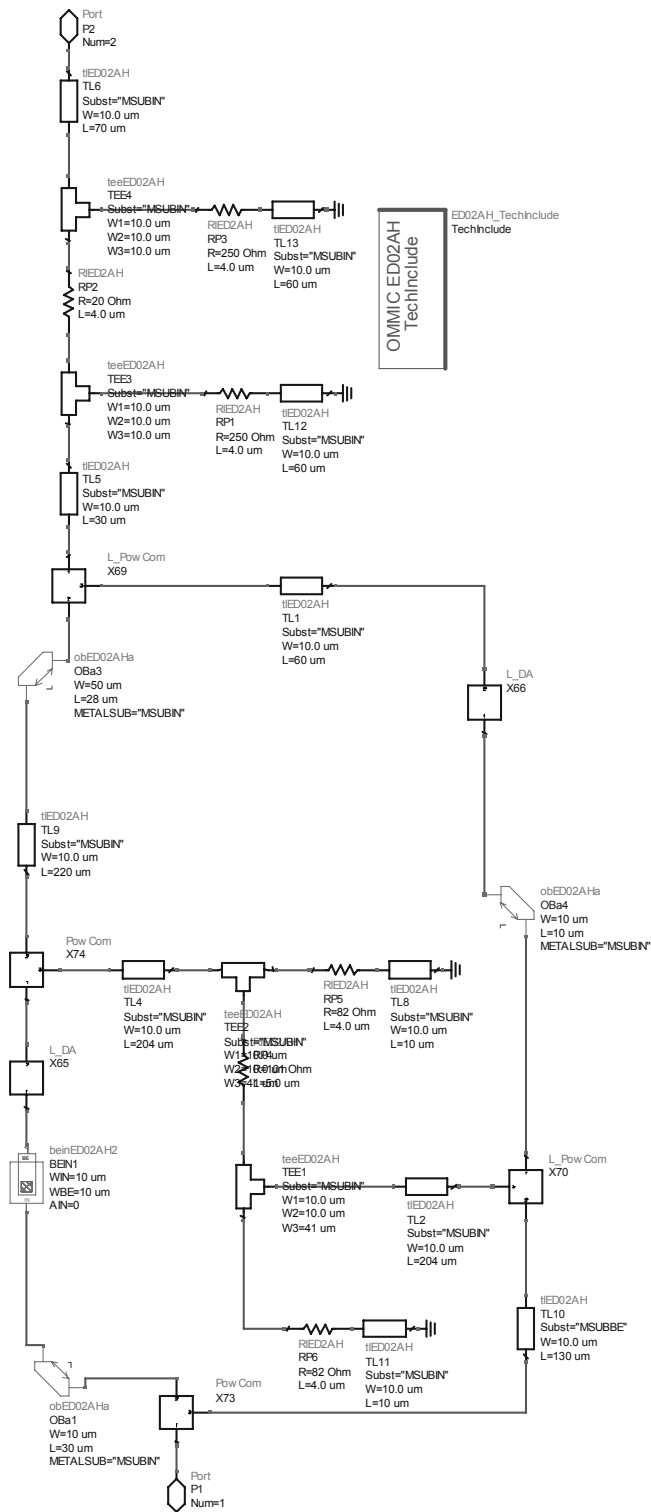 Port
P2
Num=2
tlED02AH
TL6
Subst="MSUBIN"
W=10.0 um
L=70 um
teeED02AH
TEE4
Subst="MSUBIN"
W1=10.0 um
W2=10.0 um
W3=10.0 um
RIED2AH
RP3
R=250 Ohm
L=4.0 um
tlED02AH
TL13
Subst="MSUBIN"
W=10.0 um
L=60 um
OMMIC ED02AH
TechInclude
ED02AH_TechInclude
TechInclude
RIED2AH
RP2
R=20 Ohm
L=4.0 um
teeED02AH
TEE3
Subst="MSUBIN"
W1=10.0 um
W2=10.0 um
W3=10.0 um
RIED2AH
RP1
R=250 Ohm
L=4.0 um
tlED02AH
TL12
Subst="MSUBIN"
W=10.0 um
L=60 um
tlED02AH
TL5
Subst="MSUBIN"
W=10.0 um
L=30 um
L_Pow Com
X69
tlED02AH
TL1
Subst="MSUBIN"
W=10.0 um
L=60 um
obED02AHa
OBa3
W=50 um
L=28 um
METALSUB="MSUBIN"
L_DA
X66
tlED02AH
TL9
Subst="MSUBIN"
W=10.0 um
L=220 um
obED02AHa
OBa4
W=10 um
L=10 um
METALSUB="MSUBIN"
Pow Com
X74
tlED02AH
TL4
Subst="MSUBIN"
W=10.0 um
L=204 um
teeED02AH
TEE2
Subst="MSUBIN"
RIED2AH
RP5
R=82 Ohm
L=4.0 um
tlED02AH
TL8
Subst="MSUBIN"
W=10.0 um
L=10 um
L_DA
X65
beinED02AH2
BEIN1
WIN=10 um
WBE=10 um
AIN=0
teeED02AH
TEE1
Subst="MSUBIN"
W1=10.0 um
W2=10.0 um
W3=41 um
tlED02AH
TL2
Subst="MSUBIN"
W=10.0 um
L=204 um
L_Pow Com
X70
tlED02AH
TL10
Subst="MSUBBE"
W=10.0 um
L=130 um
RIED2AH
RP6
R=82 Ohm
L=4.0 um
tlED02AH
TL11
Subst="MSUBIN"
W=10.0 um
L=10 um
obED02AHa
OBa1
W=10 um
L=30 um
METALSUB="MSUBIN"
Pow Com
X73
Port
P1
Num=1